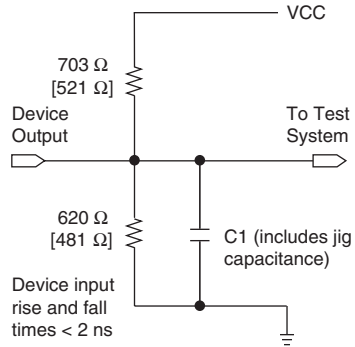 VCC
703 Ω
[521 Ω]
Device
Output
To Test
System
620 Ω
[481 Ω]
C1 (includes jig
capacitance)
Device input
rise and fall
times < 2 ns